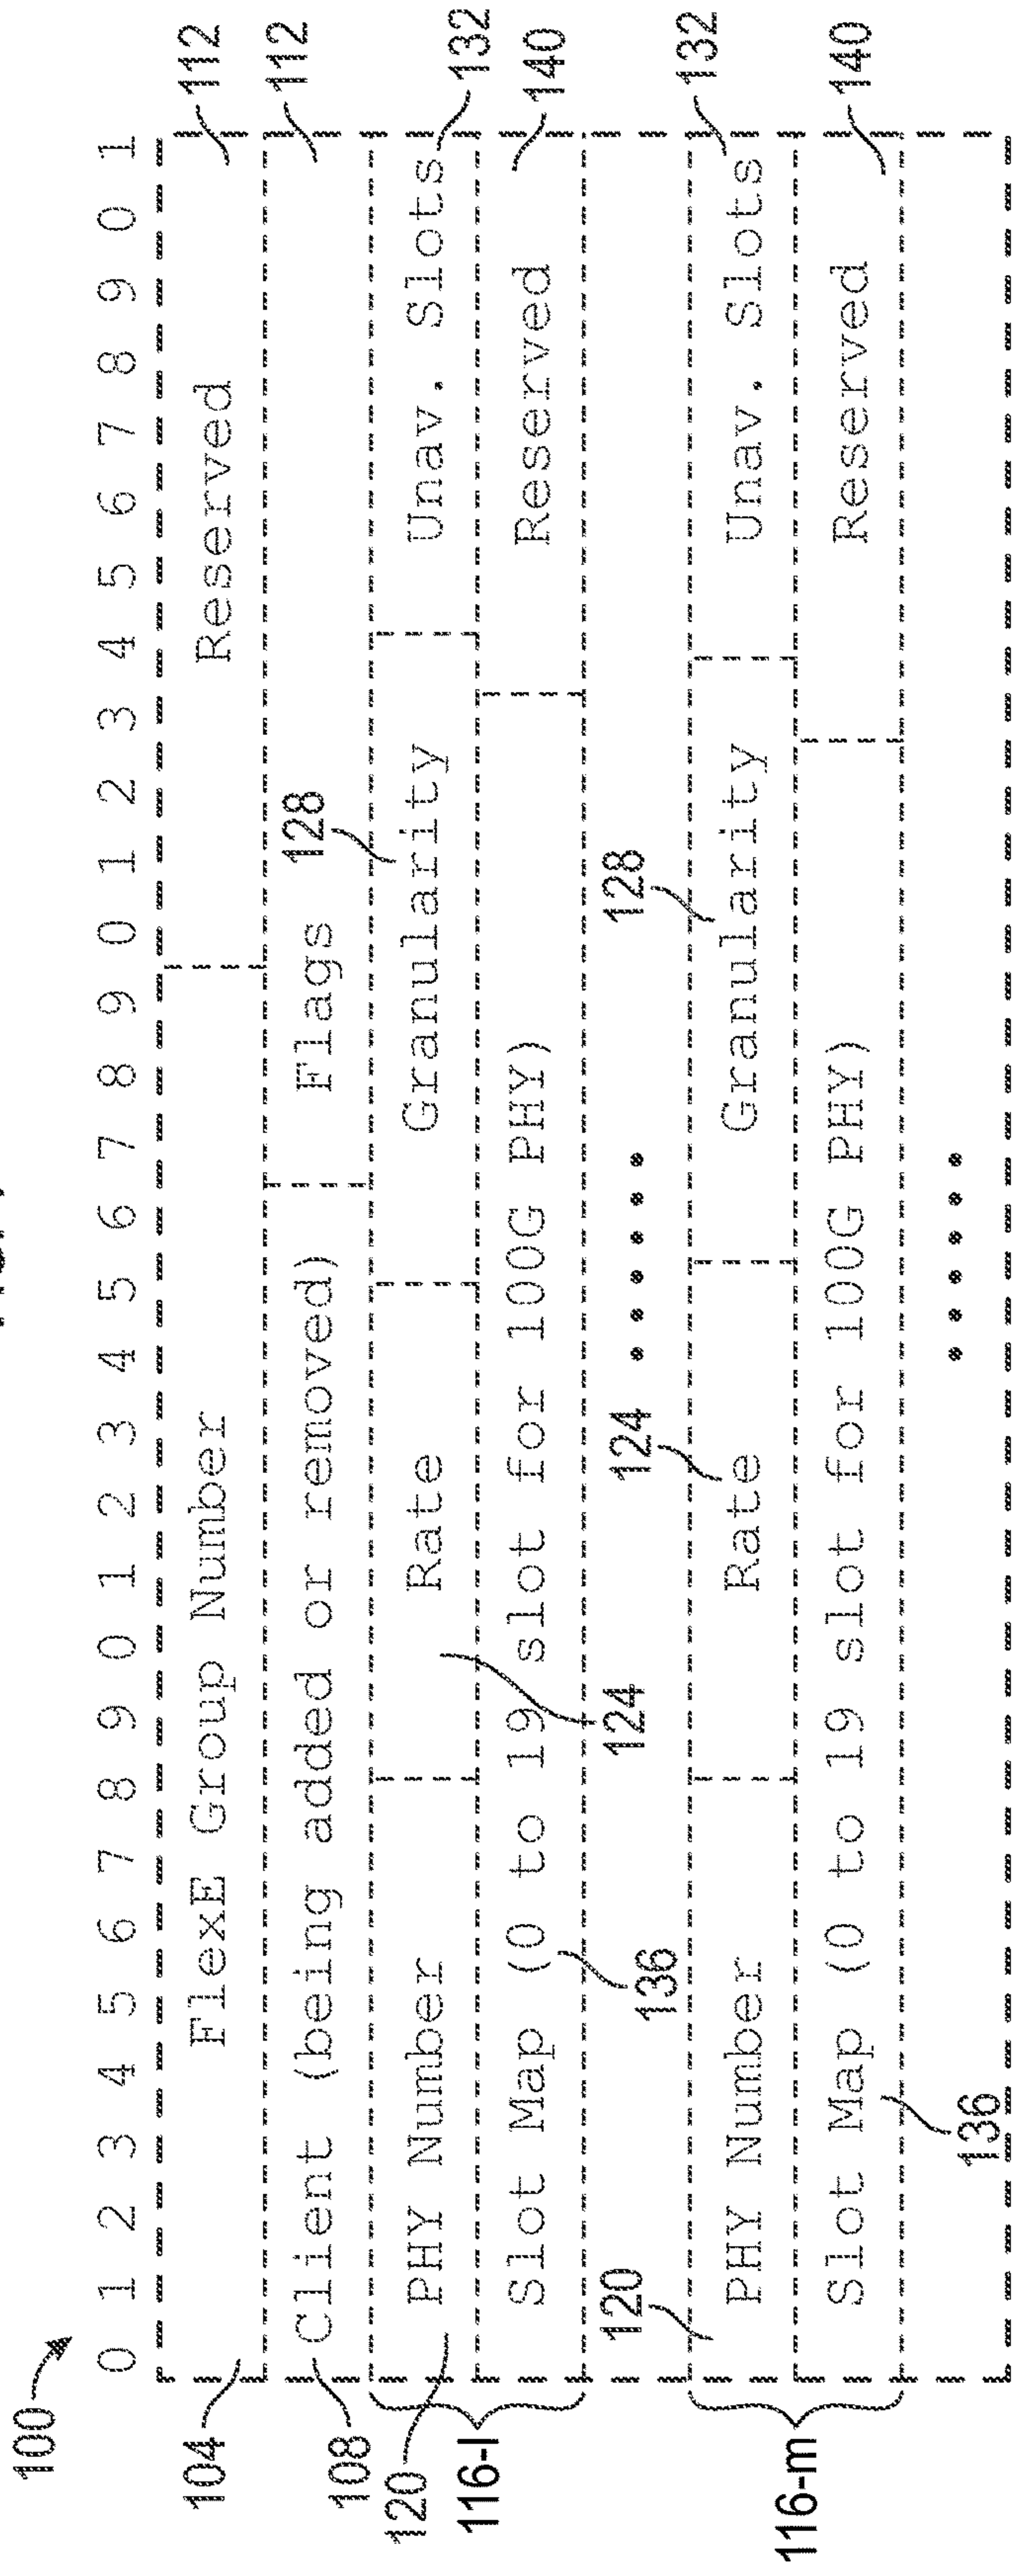 100
0 1 2 3 4 5 6 7 8 9 0 1 2 3 4 5 6 7 8 9 0 1 2 3 4 5 6 7 8 9 0 1
104 FlexE Group Number Reserved 112
108 Client (being added or removed) Flags 128 112
120 PHY Number Rate Granularity Unav. Slots 132
116-l
Slot Map (0 to 19 slot for 100G PHY) Reserved 140
120 136 124 124 ...... 128
PHY Number Rate Granularity Unav. Slots 132
116-m
Slot Map (0 to 19 slot for 100G PHY) Reserved 140
136 ......